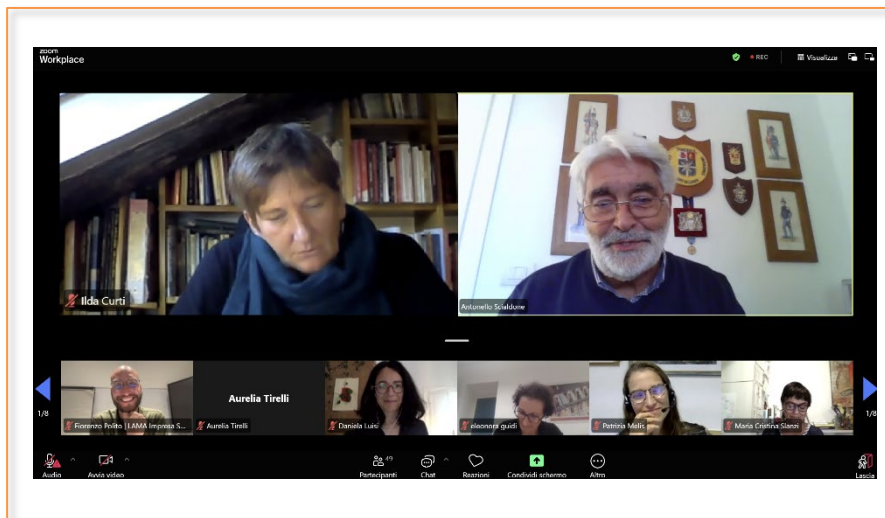 zoom
Workplace
REC
Visualizza
Ilda Curti
Antonello Scialdone
Aurelia Tirelli
1/8
Fiorenzo Polito | LAMA Impresa S...
Aurelia Tirelli
Daniela Luisi
eleonora guidi
Patrizia Melis
Maria Cristina Slanzi
1/8
Audio
Avvia video
Partecipanti
49
Chat
Reazioni
Condividi schermo
Altro
Lascia